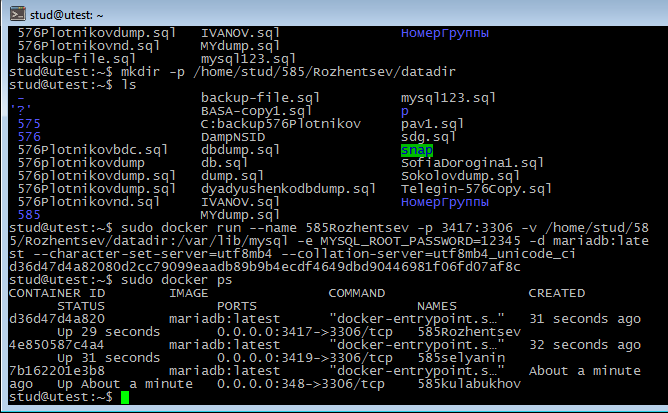 stud@utest: ~
576Plotnikovdump.sql IVANOV.sql НомерГруппы
576Plotnikovnd.sql MYdump.sql
backup-file.sql mysql123.sql
stud@utest:~$ mkdir -p /home/stud/585/Rozhentsev/datadir
stud@utest:~$ ls
- backup-file.sql mysql123.sql
'?' BASA-copy1.sql p
575 C:backup576Plotnikov pav1.sql
576 DampNSID sdg.sql
576Plotnikovbdc.sql dbdump.sql snap
576Plotnikovdump db.sql SofiaDorogina1.sql
576Plotnikovdump.sql dump.sql Sokolovdump.sql
576Plotnikovdump.sql dyadyushenkodbdump.sql Telegin-576Copy.sql
576Plotnikovnd.sql IVANOV.sql НомерГруппы
585 MYdump.sql
stud@utest:~$ sudo docker run --name 585Rozhentsev -p 3417:3306 -v /home/stud/58
5/Rozhentsev/datadir:/var/lib/mysql -e MYSQL_ROOT_PASSWORD=12345 -d mariadb:late
st --character-set-server=utf8mb4 --collation-server=utf8mb4_unicode_ci
d36d47d4a82080d2cc79099eaadb89b9b4ecdf4649dbd90446981f06fd07af8c
stud@utest:~$ sudo docker ps
CONTAINER ID IMAGE COMMAND CREATED
STATUS PORTS NAMES
d36d47d4a820 mariadb:latest "docker-entrypoint.s…" 31 seconds ago
Up 29 seconds 0.0.0.0:3417->3306/tcp 585Rozhentsev
4e850587c4a4 mariadb:latest "docker-entrypoint.s…" 32 seconds ago
Up 31 seconds 0.0.0.0:3419->3306/tcp 585selyanin
7b162201e3b8 mariadb:latest "docker-entrypoint.s…" About a minute
ago Up About a minute 0.0.0.0:348->3306/tcp 585kulabukhov
stud@utest:~$